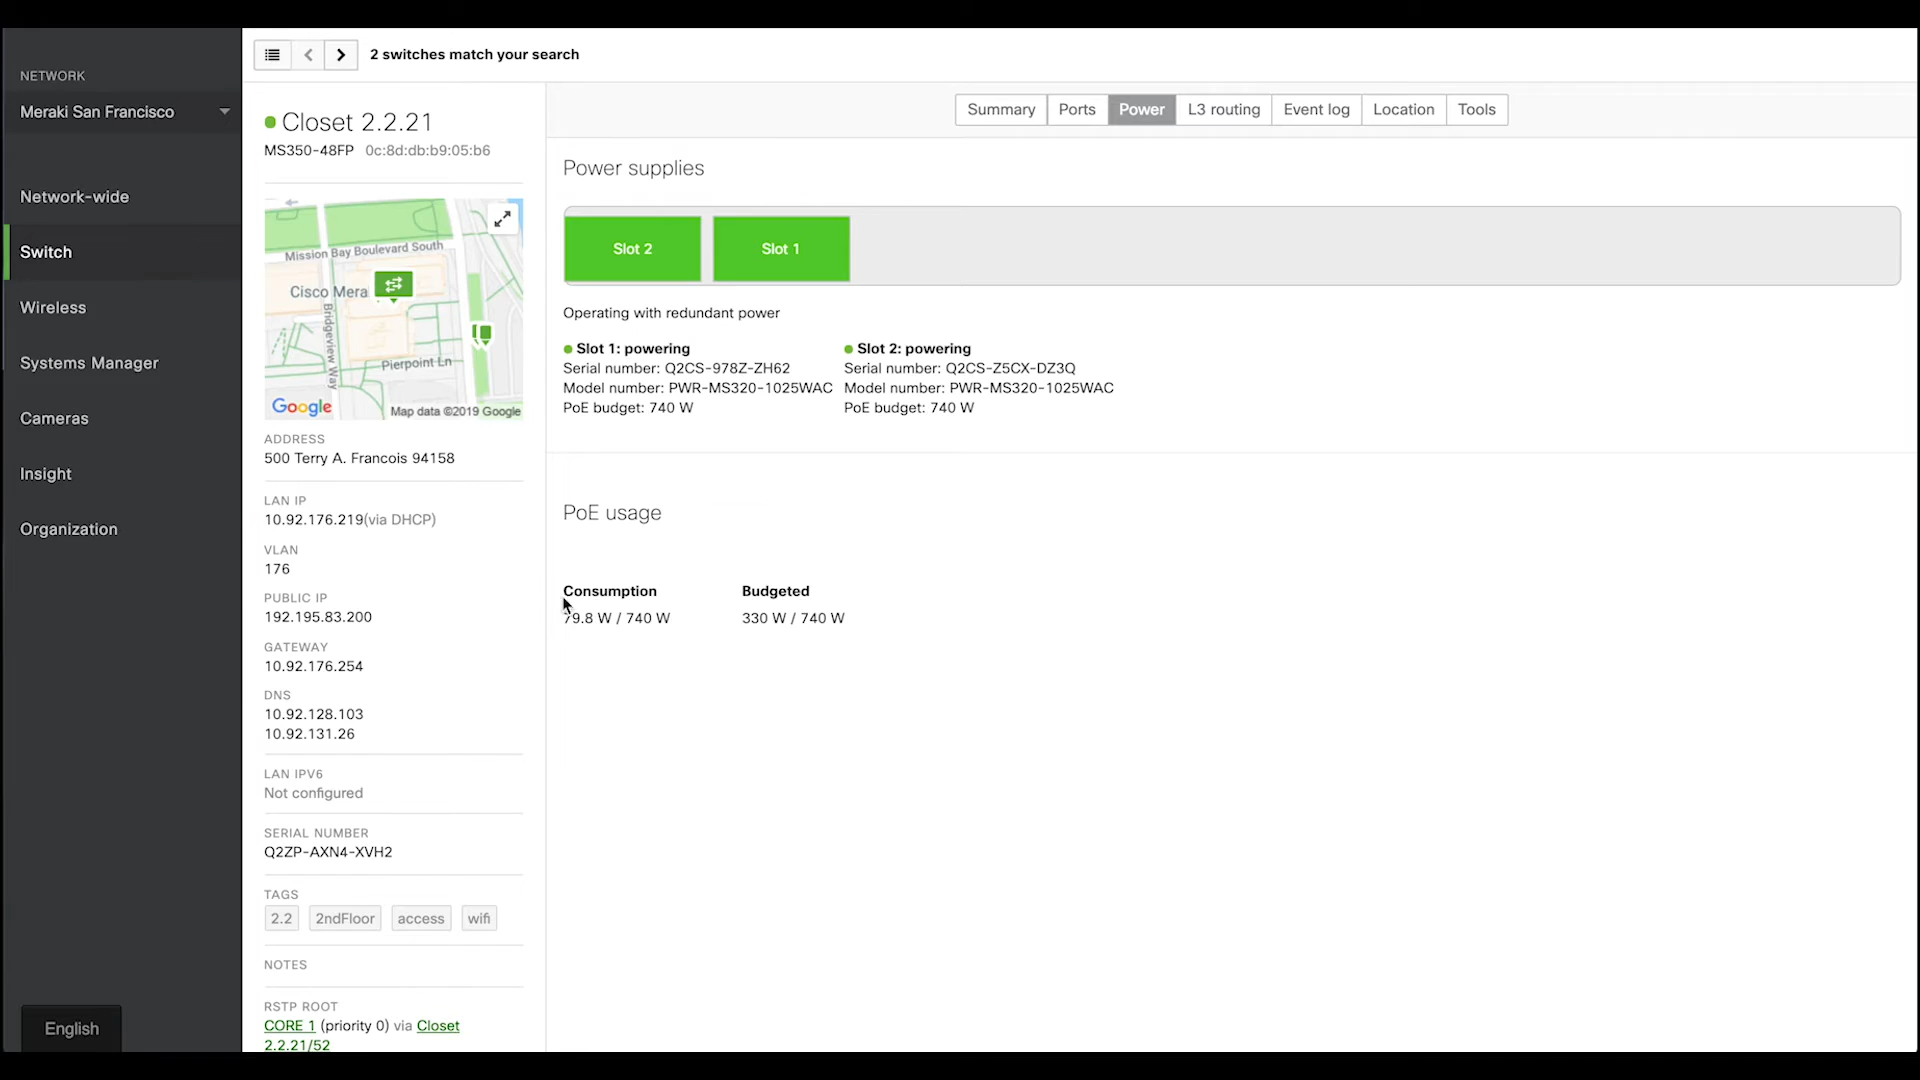 NETWORK
Meraki San Francisco
Network-wide
Switch
Wireless
Systems Manager
Cameras
Insight
Organization
English
2 switches match your search
Closet 2.2.21
MS350-48FP 0c:8d:db:b9:05:b6
Mission Bay Boulevard South
Cisco Mera
Bridgeview Way
Pierpoint Ln
Google
Map data ©2019 Google
ADDRESS
500 Terry A. Francois 94158
LAN IP
10.92.176.219(via DHCP)
VLAN
176
PUBLIC IP
192.195.83.200
GATEWAY
10.92.176.254
DNS
10.92.128.103
10.92.131.26
LAN IPV6
Not configured
SERIAL NUMBER
Q2ZP-AXN4-XVH2
TAGS
2.2 2ndFloor access wifi
NOTES
RSTP ROOT
CORE 1 (priority 0) via Closet
2.2.21/52
Summary Ports Power L3 routing Event log Location Tools
Power supplies
Slot 2 Slot 1
Operating with redundant power
Slot 1: powering
Serial number: Q2CS-978Z-ZH62
Model number: PWR-MS320-1025WAC
PoE budget: 740 W
Slot 2: powering
Serial number: Q2CS-Z5CX-DZ3Q
Model number: PWR-MS320-1025WAC
PoE budget: 740 W
PoE usage
Consumption Budgeted
79.8 W / 740 W 330 W / 740 W